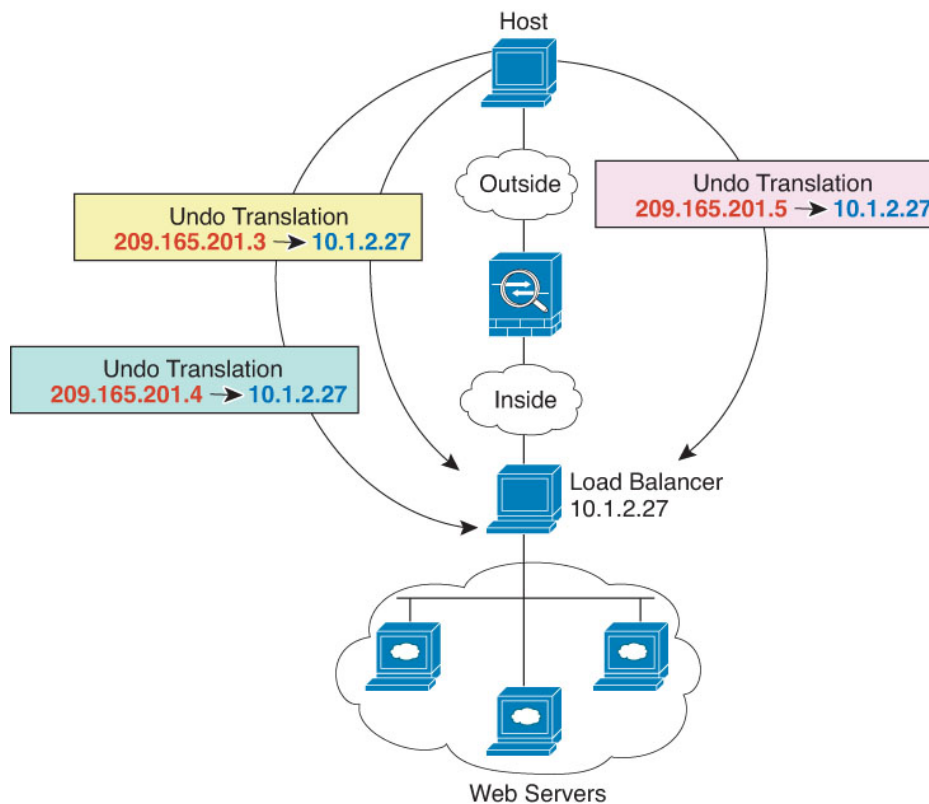 Host
Outside
Undo Translation
209.165.201.3 → 10.1.2.27
Undo Translation
209.165.201.5 → 10.1.2.27
Undo Translation
209.165.201.4 → 10.1.2.27
Inside
Load Balancer
10.1.2.27
Web Servers